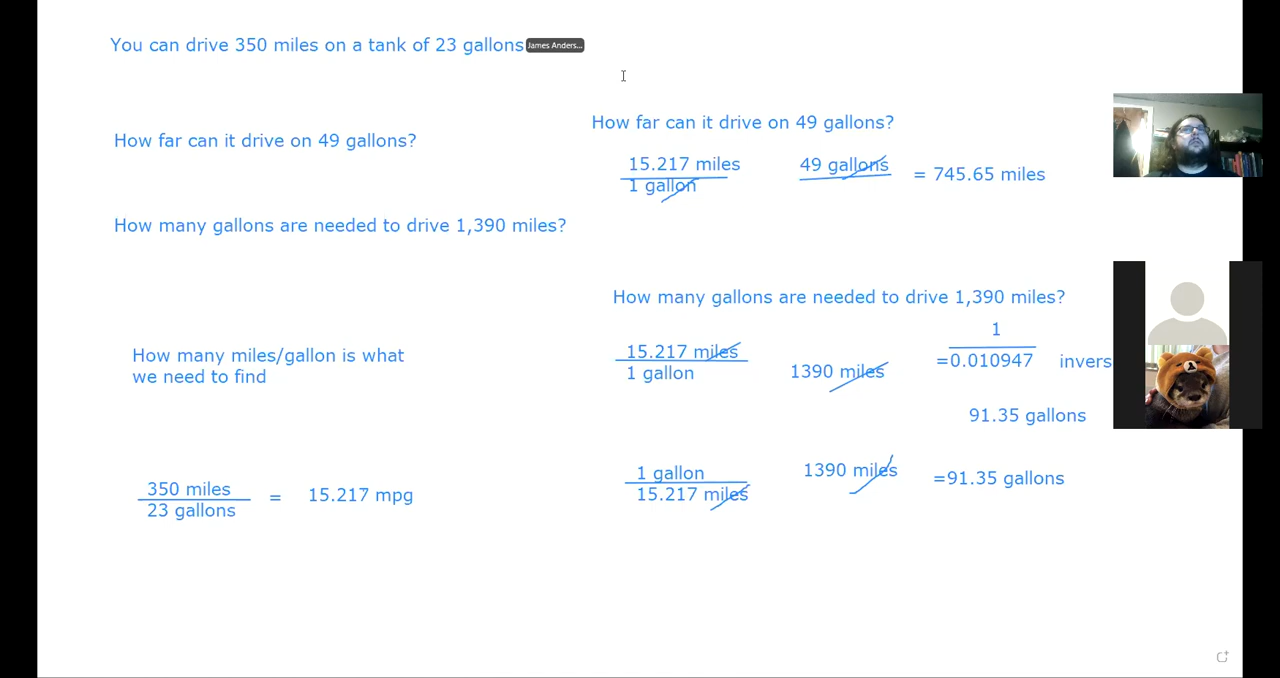 You can drive 350 miles on a tank of 23 gallons
James Anders...
How far can it drive on 49 gallons?
How many gallons are needed to drive 1,390 miles?
How many miles/gallon is what
we need to find
350 miles
23 gallons
= 15.217 mpg
How far can it drive on 49 gallons?
15.217 miles
1 gallon
49 gallons
= 745.65 miles
How many gallons are needed to drive 1,390 miles?
15.217 miles
1 gallon
1390 miles
1
=0.010947 invers
91.35 gallons
1 gallon
15.217 miles
1390 miles
=91.35 gallons